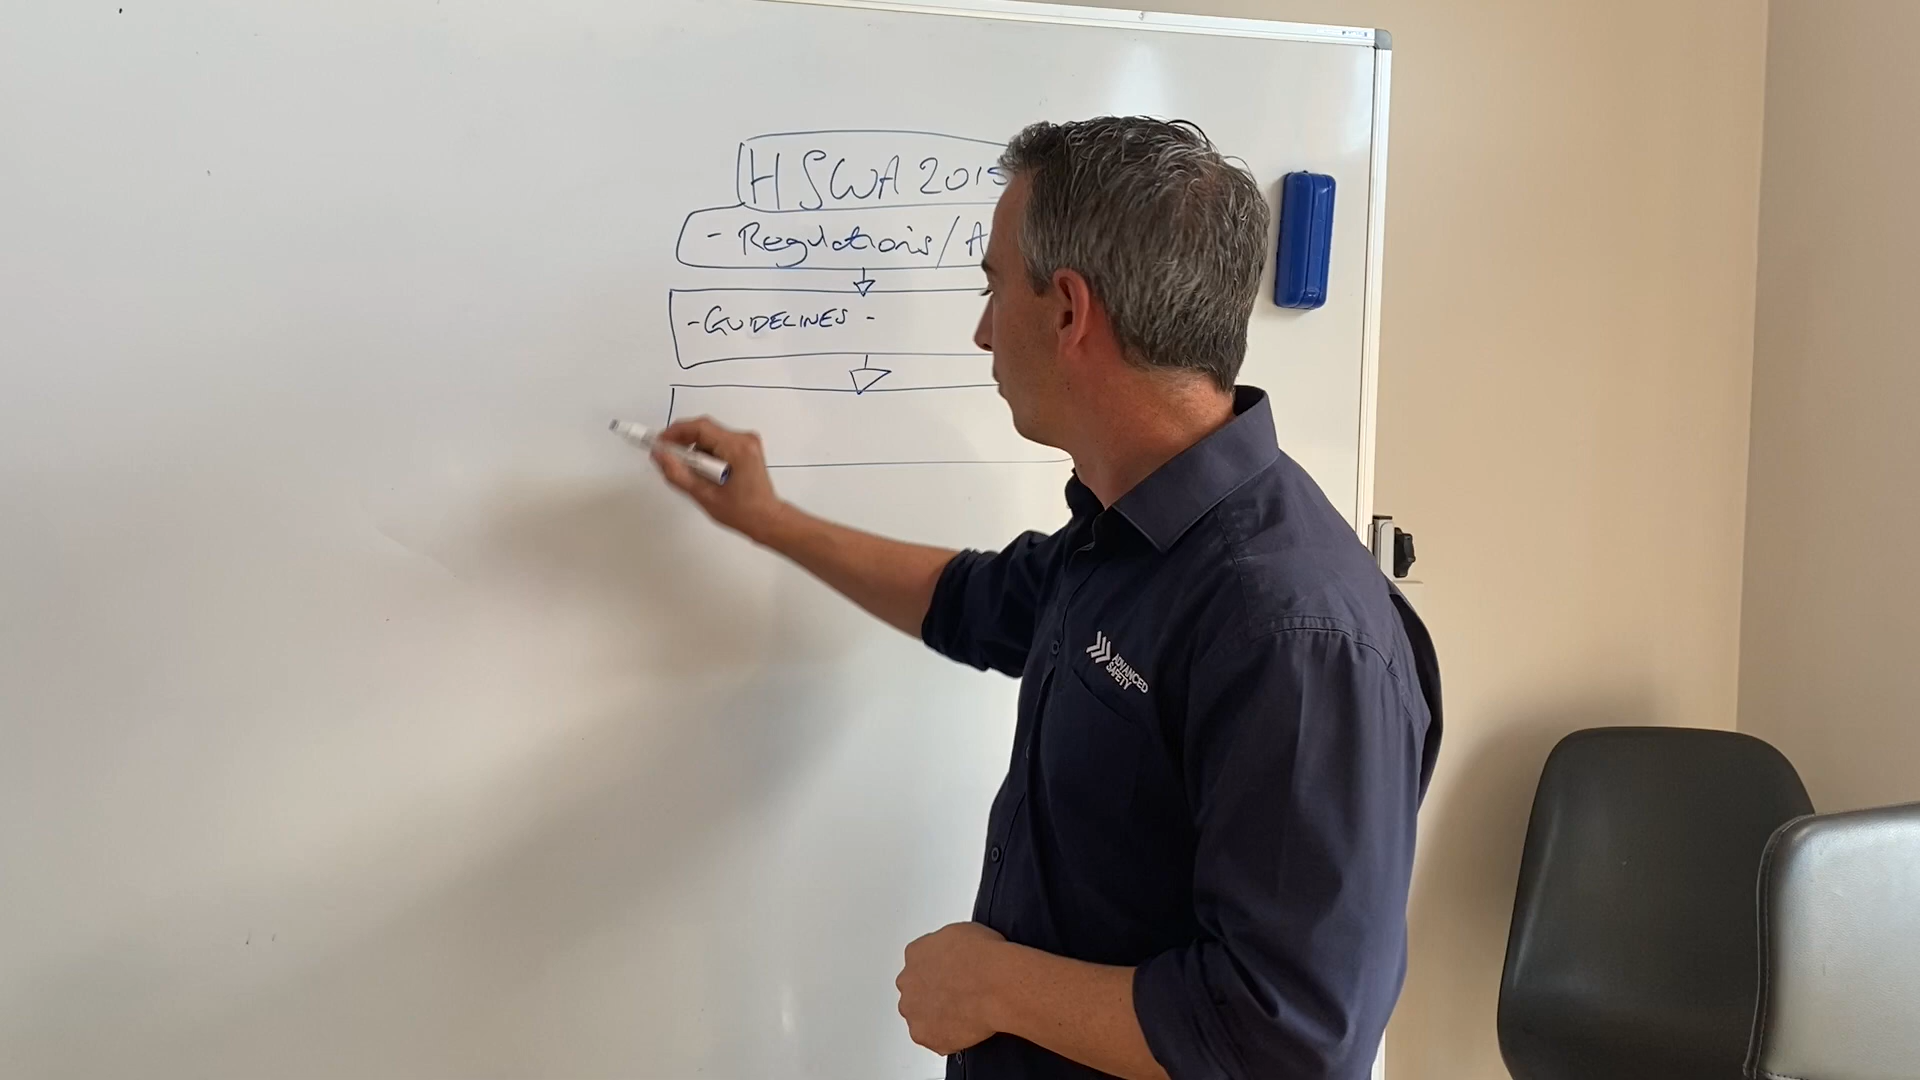 HSWA 2015
- Regulations / A
- GUIDELINES -
ADVANCED
SAFETY